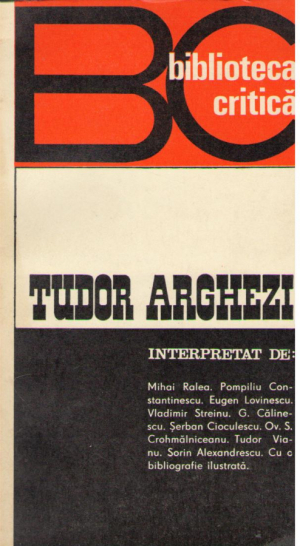 BC
biblioteca
critică
TUDOR ARGHEZI
INTERPRETAT DE:
Mihai Ralea. Pompiliu Con-
stantinescu. Eugen Lovinescu.
Vladimir Streinu. G. Căline-
scu. Șerban Cioculescu. Ov. S.
Crohmălniceanu. Tudor Via-
nu. Sorin Alexandrescu. Cu o
bibliografie ilustrată.